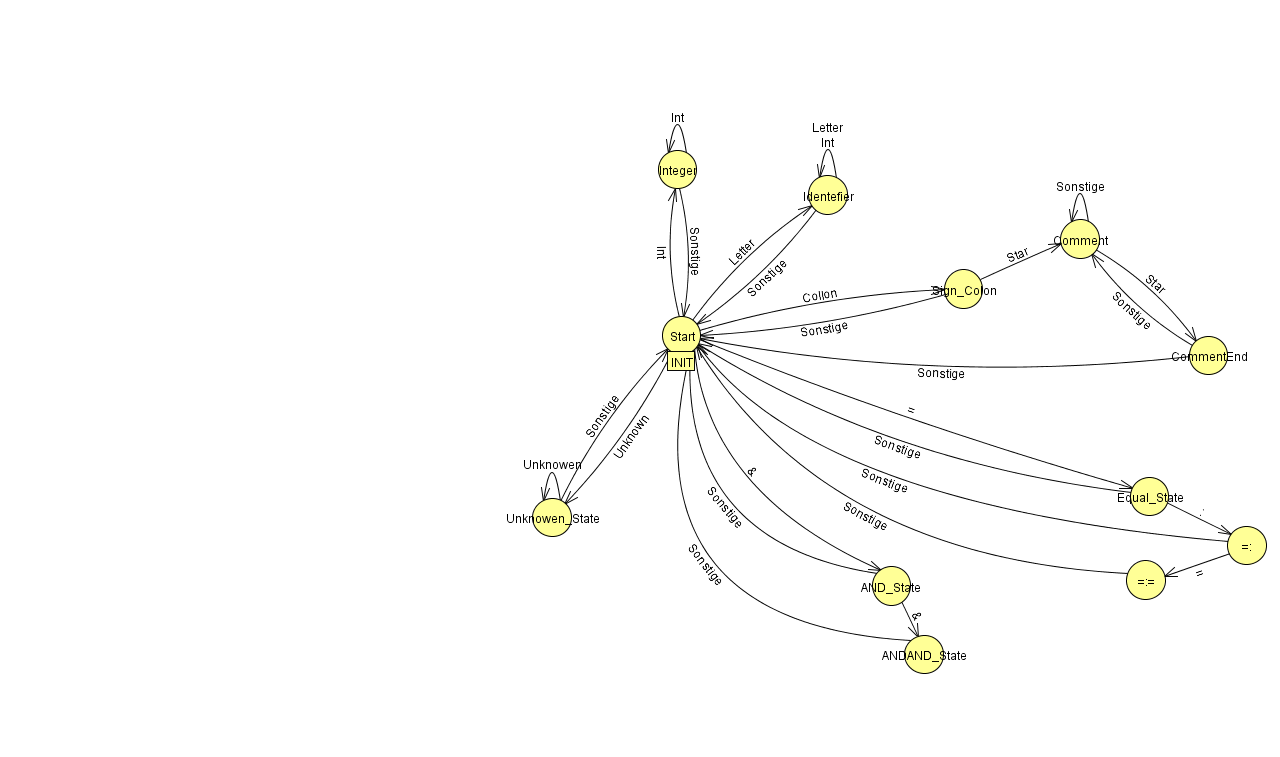 Int
Letter
Int
Integer
Identefier
Sonstige
Comment
Int
Sonstige
Letter
Sonstige
Star
Star
Sonstige
Sign_Colon
Collon
Sonstige
Start
INIT
CommentEnd
Sonstige
Sonstige
Unknown
=
Sonstige
Unknowen
Unknowen_State
&
Sonstige
Sonstige
Sonstige
Equal_State
:
=:
=
=:=
Sonstige
AND_State
&
ANDAND_State